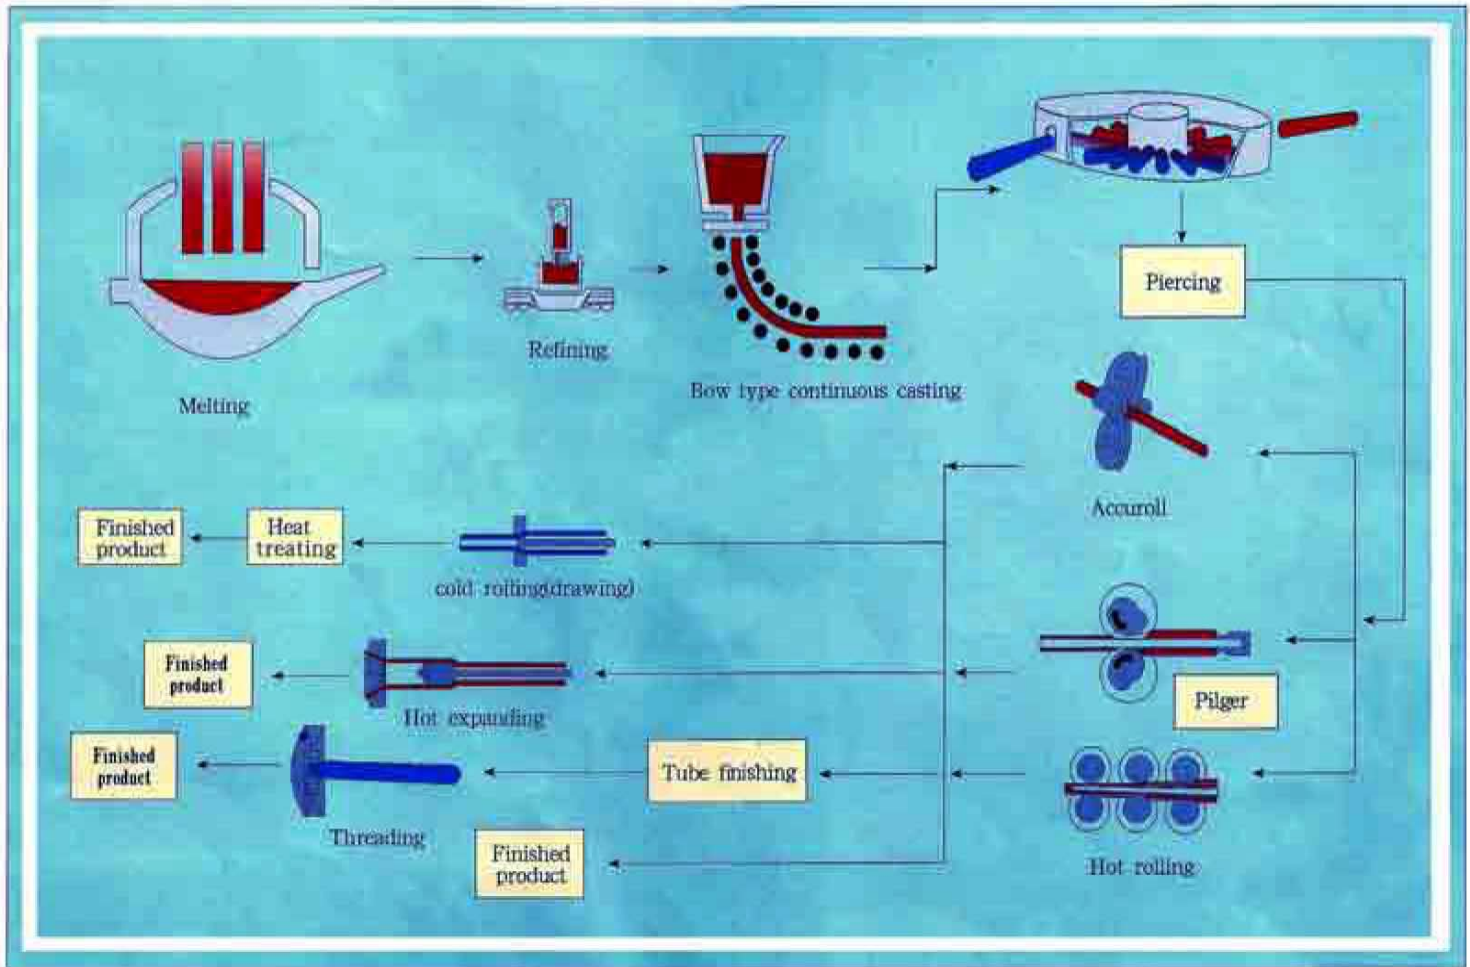 Melting
Refining
Bow type continuous casting
Piercing
Accuroll
Pilger
Hot rolling
cold rolling(drawing)
Heat
treating
Finished
product
Hot expanding
Finished
product
Tube finishing
Threading
Finished
product
Finished
product